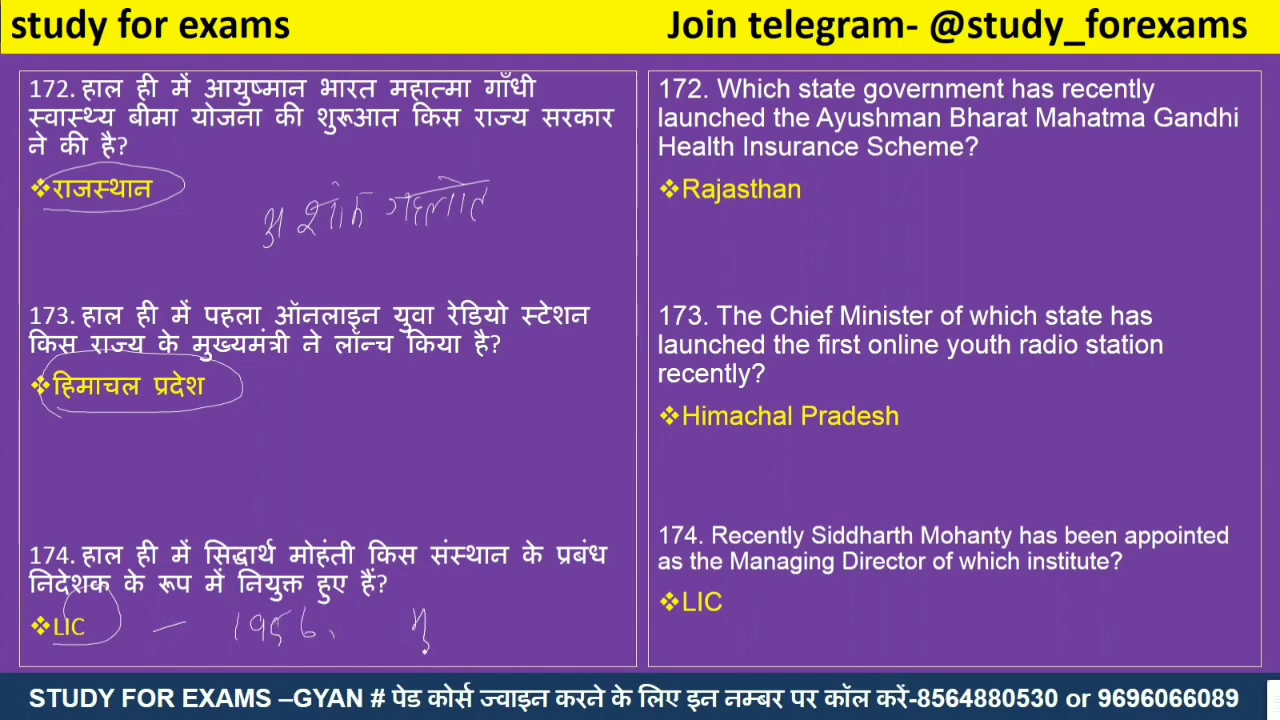 study for exams
Join telegram- @study_forexams
172. हाल ही में आयुष्मान भारत महात्मा गाँधी
स्वास्थ्य बीमा योजना की शुरूआत किस राज्य सरकार
ने की है?
❖राजस्थान
अशोक गहलोत
173. हाल ही में पहला ऑनलाइन युवा रेडियो स्टेशन
किस राज्य के मुख्यमंत्री ने लॉन्च किया है?
❖हिमाचल प्रदेश
174. हाल ही में सिद्धार्थ मोहंती किस संस्थान के प्रबंध
निदेशक के रूप में नियुक्त हुए हैं?
❖LIC – 1956.
172. Which state government has recently
launched the Ayushman Bharat Mahatma Gandhi
Health Insurance Scheme?
❖Rajasthan
173. The Chief Minister of which state has
launched the first online youth radio station
recently?
❖Himachal Pradesh
174. Recently Siddharth Mohanty has been appointed
as the Managing Director of which institute?
❖LIC
STUDY FOR EXAMS –GYAN # पेड कोर्स ज्वाइन करने के लिए इन नम्बर पर कॉल करें-8564880530 or 9696066089